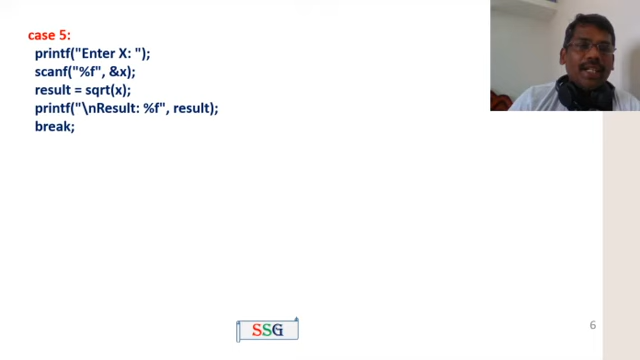 case 5:
printf("Enter X: ");
scanf("%f", &x);
result = sqrt(x);
printf("\nResult: %f", result);
break;
SSG
6